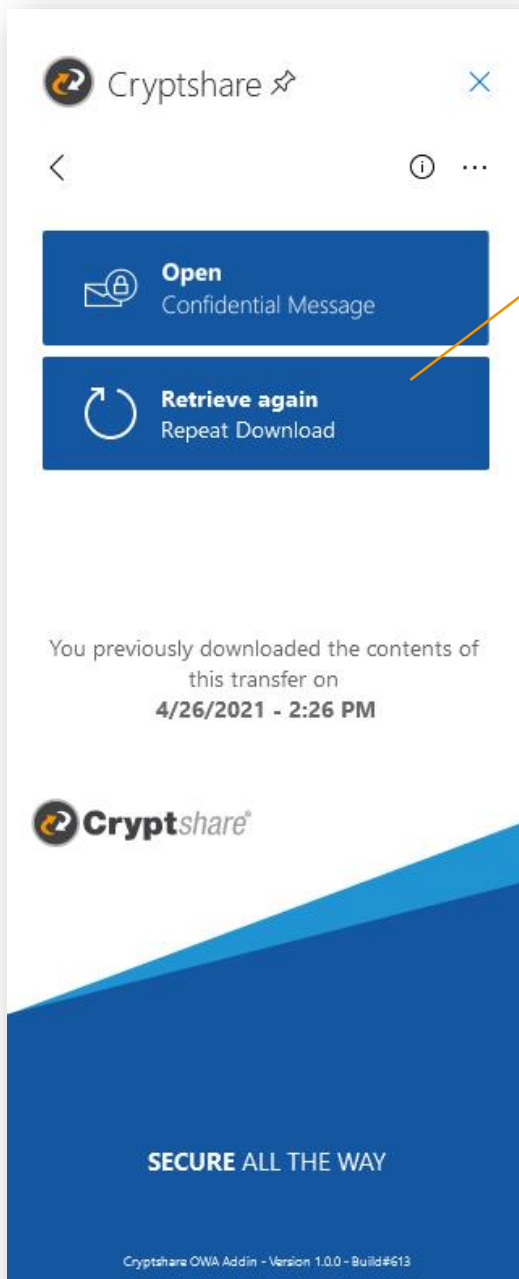 Cryptshare
Open
Confidential Message
Retrieve again
Repeat Download
You previously downloaded the contents of
this transfer on
4/26/2021 - 2:26 PM
Cryptshare®
SECURE ALL THE WAY
Cryptshare OWA Addin - Version 1.0.0 - Build#613